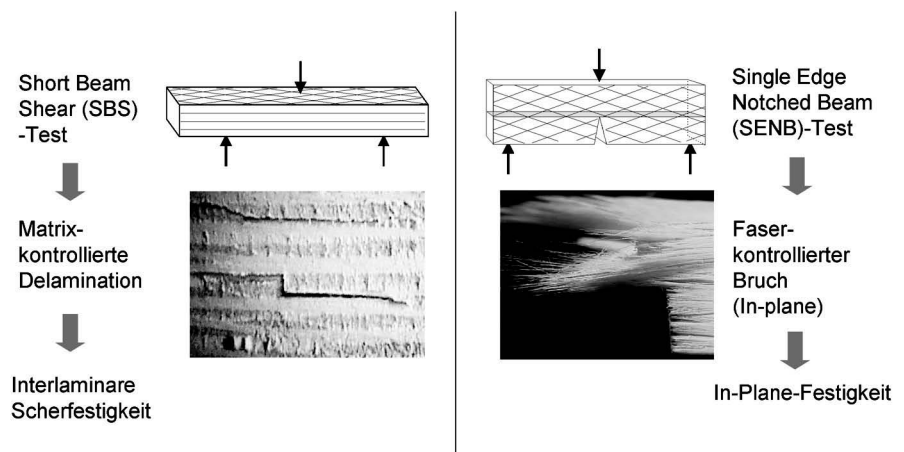 Short Beam
Shear (SBS)
-Test
Matrix-
kontrollierte
Delamination
Interlaminare
Scherfestigkeit
Single Edge
Notched Beam
(SENB)-Test
Faser-
kontrollierter
Bruch
(In-plane)
In-Plane-Festigkeit